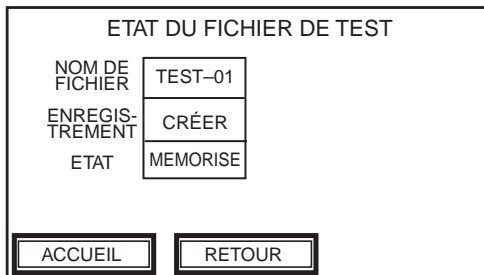 ETAT DU FICHIER DE TEST
NOM DE
FICHIER
TEST–01
ENREGIS-
TREMENT
CRÉER
ETAT
MEMORISE
ACCUEIL
RETOUR